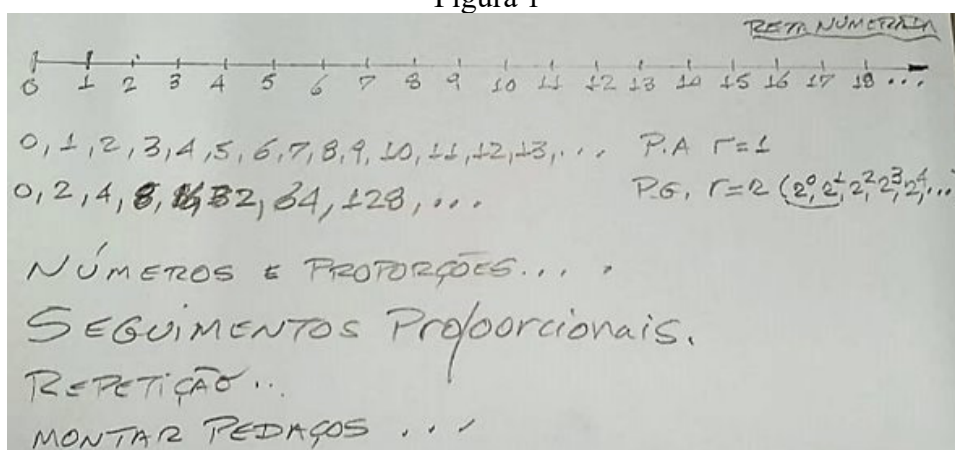 Figura 1
RETA NUMERADA
0 1 2 3 4 5 6 7 8 9 10 11 12 13 14 15 16 17 18 ...
0, 1, 2, 3, 4, 5, 6, 7, 8, 9, 10, 11, 12, 13, ... P.A r=1
0, 2, 4, 8, 16, 32, 64, 128, ... P.G, r=2 (2⁰, 2¹, 2², 2³, 2⁴, ...
NÚMEROS E PROPORÇÕES... .
SEGUIMENTOS Proporcionais.
REPETIÇÃO ..
MONTAR PEDAÇOS ...